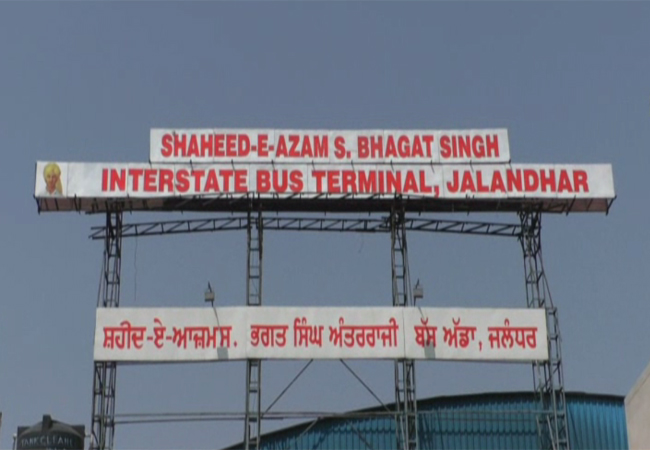 SHAHEED-E-AZAM S. BHAGAT SINGH
INTERSTATE BUS TERMINAL, JALANDHAR
ਸ਼ਹੀਦ-ਏ-ਆਜ਼ਮ ਸ. ਭਗਤ ਸਿੰਘ ਅੰਤਰਰਾਜੀ ਬੱਸ ਅੱਡਾ, ਜਲੰਧਰ